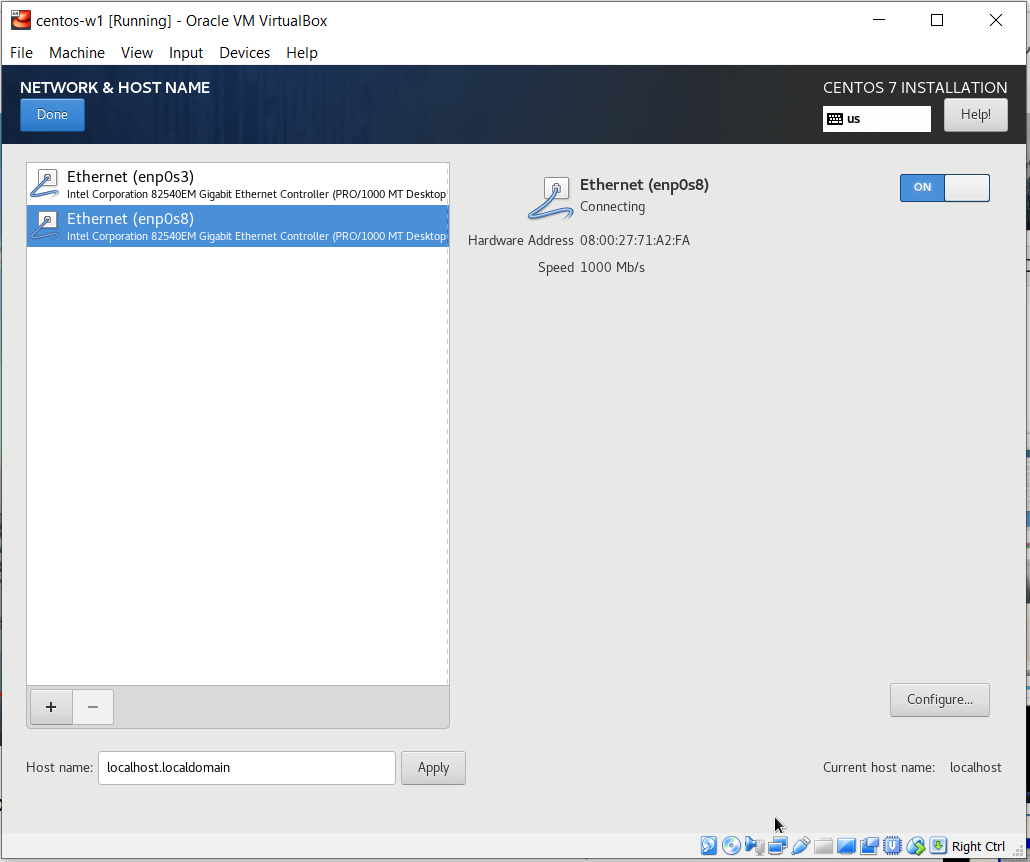 centos-w1 [Running] - Oracle VM VirtualBox
File Machine View Input Devices Help
NETWORK & HOST NAME
CENTOS 7 INSTALLATION
Done
us
Help!
Ethernet (enp0s3)
Intel Corporation 82540EM Gigabit Ethernet Controller (PRO/1000 MT Desktop
Ethernet (enp0s8)
Intel Corporation 82540EM Gigabit Ethernet Controller (PRO/1000 MT Desktop
Ethernet (enp0s8)
Connecting
ON
Hardware Address 08:00:27:71:A2:FA
Speed 1000 Mb/s
+ −
Configure...
Host name: localhost.localdomain Apply
Current host name: localhost
Right Ctrl